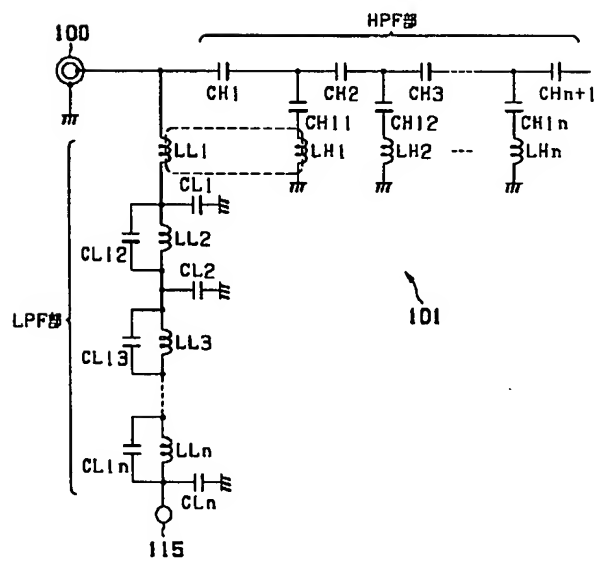 HPF部
100
CH1
CH2
CH3
CHn+1
CH11
CH12
CH1n
LL1
LH1
LH2
LHn
CL1
CL12
LL2
CL2
LPF部
101
CL13
LL3
CL1n
LLn
CLn
115